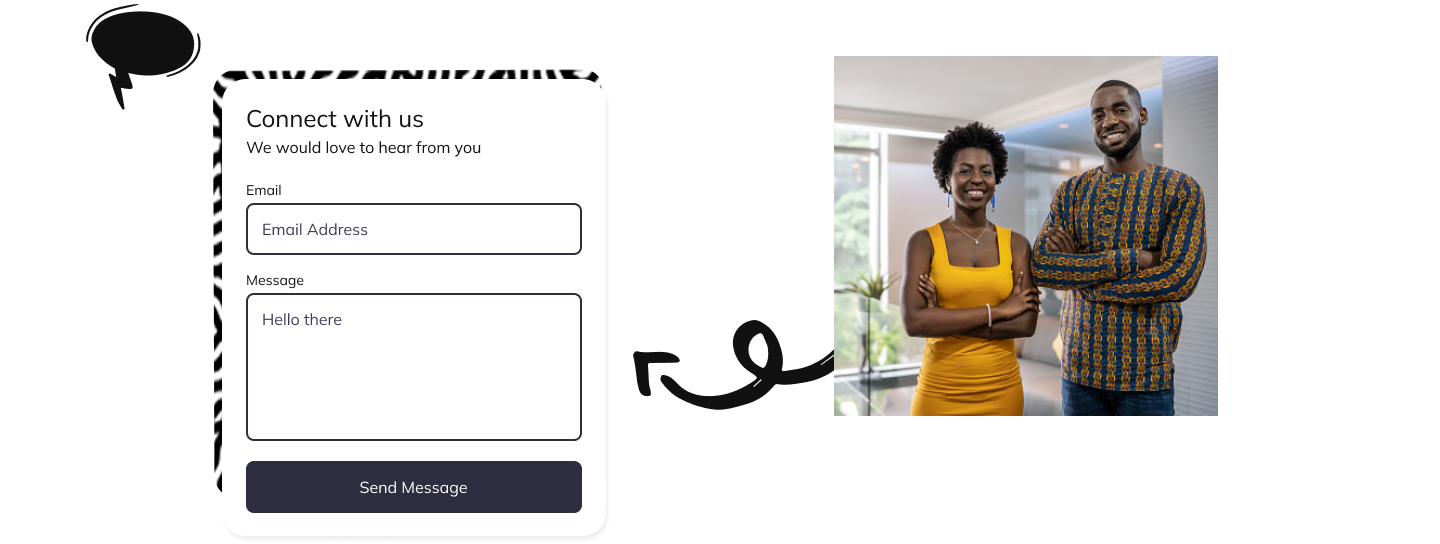 Connect with us
We would love to hear from you
Email
Email Address
Message
Hello there
Send Message